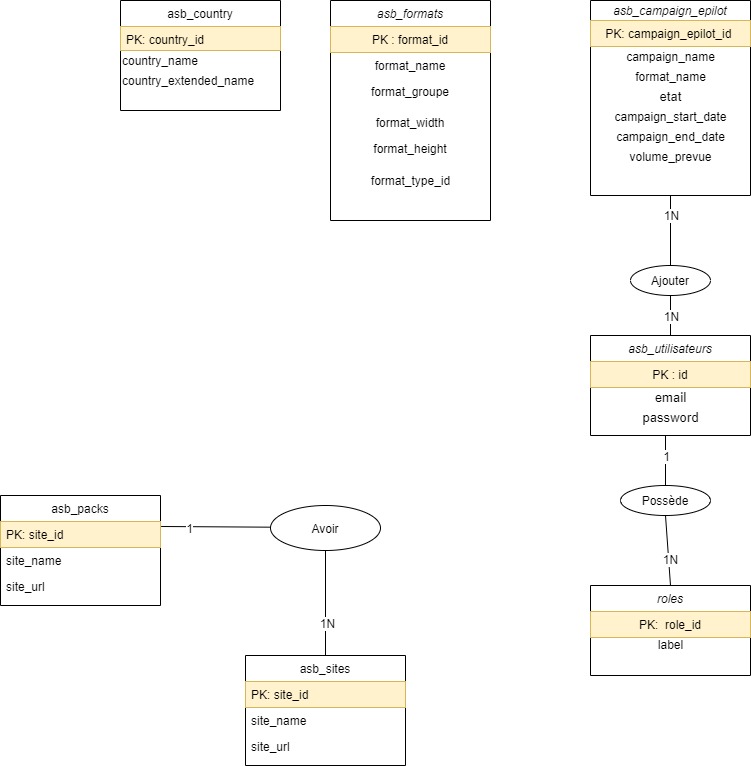 asb_country
PK: country_id
country_name
country_extended_name
asb_formats
PK : format_id
format_name
format_groupe
format_width
format_height
format_type_id
asb_campaign_epilot
PK: campaign_epilot_id
campaign_name
format_name
etat
campaign_start_date
campaign_end_date
volume_prevue
1N
Ajouter
1N
asb_utilisateurs
PK : id
email
password
1
Possède
1N
roles
PK:  role_id
label
asb_packs
PK: site_id
site_name
site_url
1
Avoir
1N
asb_sites
PK: site_id
site_name
site_url